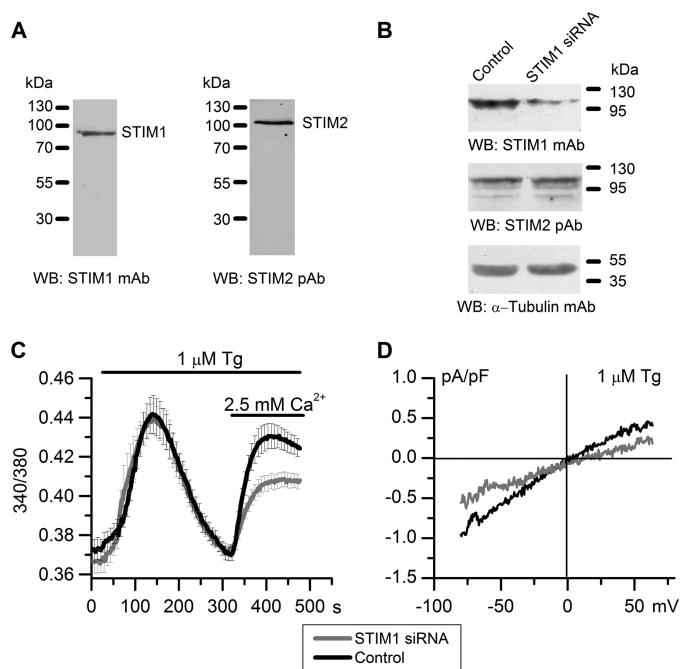 A
kDa
130
100
70
55
30
STIM1
WB: STIM1 mAb
kDa
130
100
70
55
30
STIM2
WB: STIM2 pAb
B
Control
STIM1 siRNA
kDa
130
95
WB: STIM1 mAb
130
95
WB: STIM2 pAb
55
35
WB: α-Tubulin mAb
C
1 μM Tg
2.5 mM Ca²⁺
340/380
0.46
0.44
0.42
0.40
0.38
0.36
0 100 200 300 400 500 s
D
pA/pF
1 μM Tg
1.0
0.5
0.0
-0.5
-1.0
-1.5
-100 -50 0 50 mV
STIM1 siRNA
Control